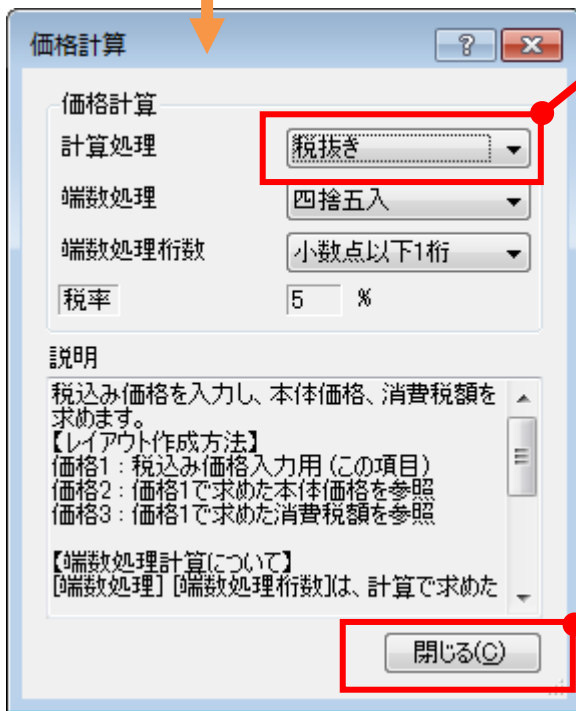 価格計算
価格計算
計算処理 税抜き
端数処理 四捨五入
端数処理桁数 小数点以下1桁
税率 5 %
説明
税込み価格を入力し、本体価格、消費税額を
求めます。
【レイアウト作成方法】
価格1：税込み価格入力用（この項目）
価格2：価格1で求めた本体価格を参照
価格3：価格1で求めた消費税額を参照
【端数処理計算について】
[端数処理] [端数処理桁数]は、計算で求めた
閉じる(C)